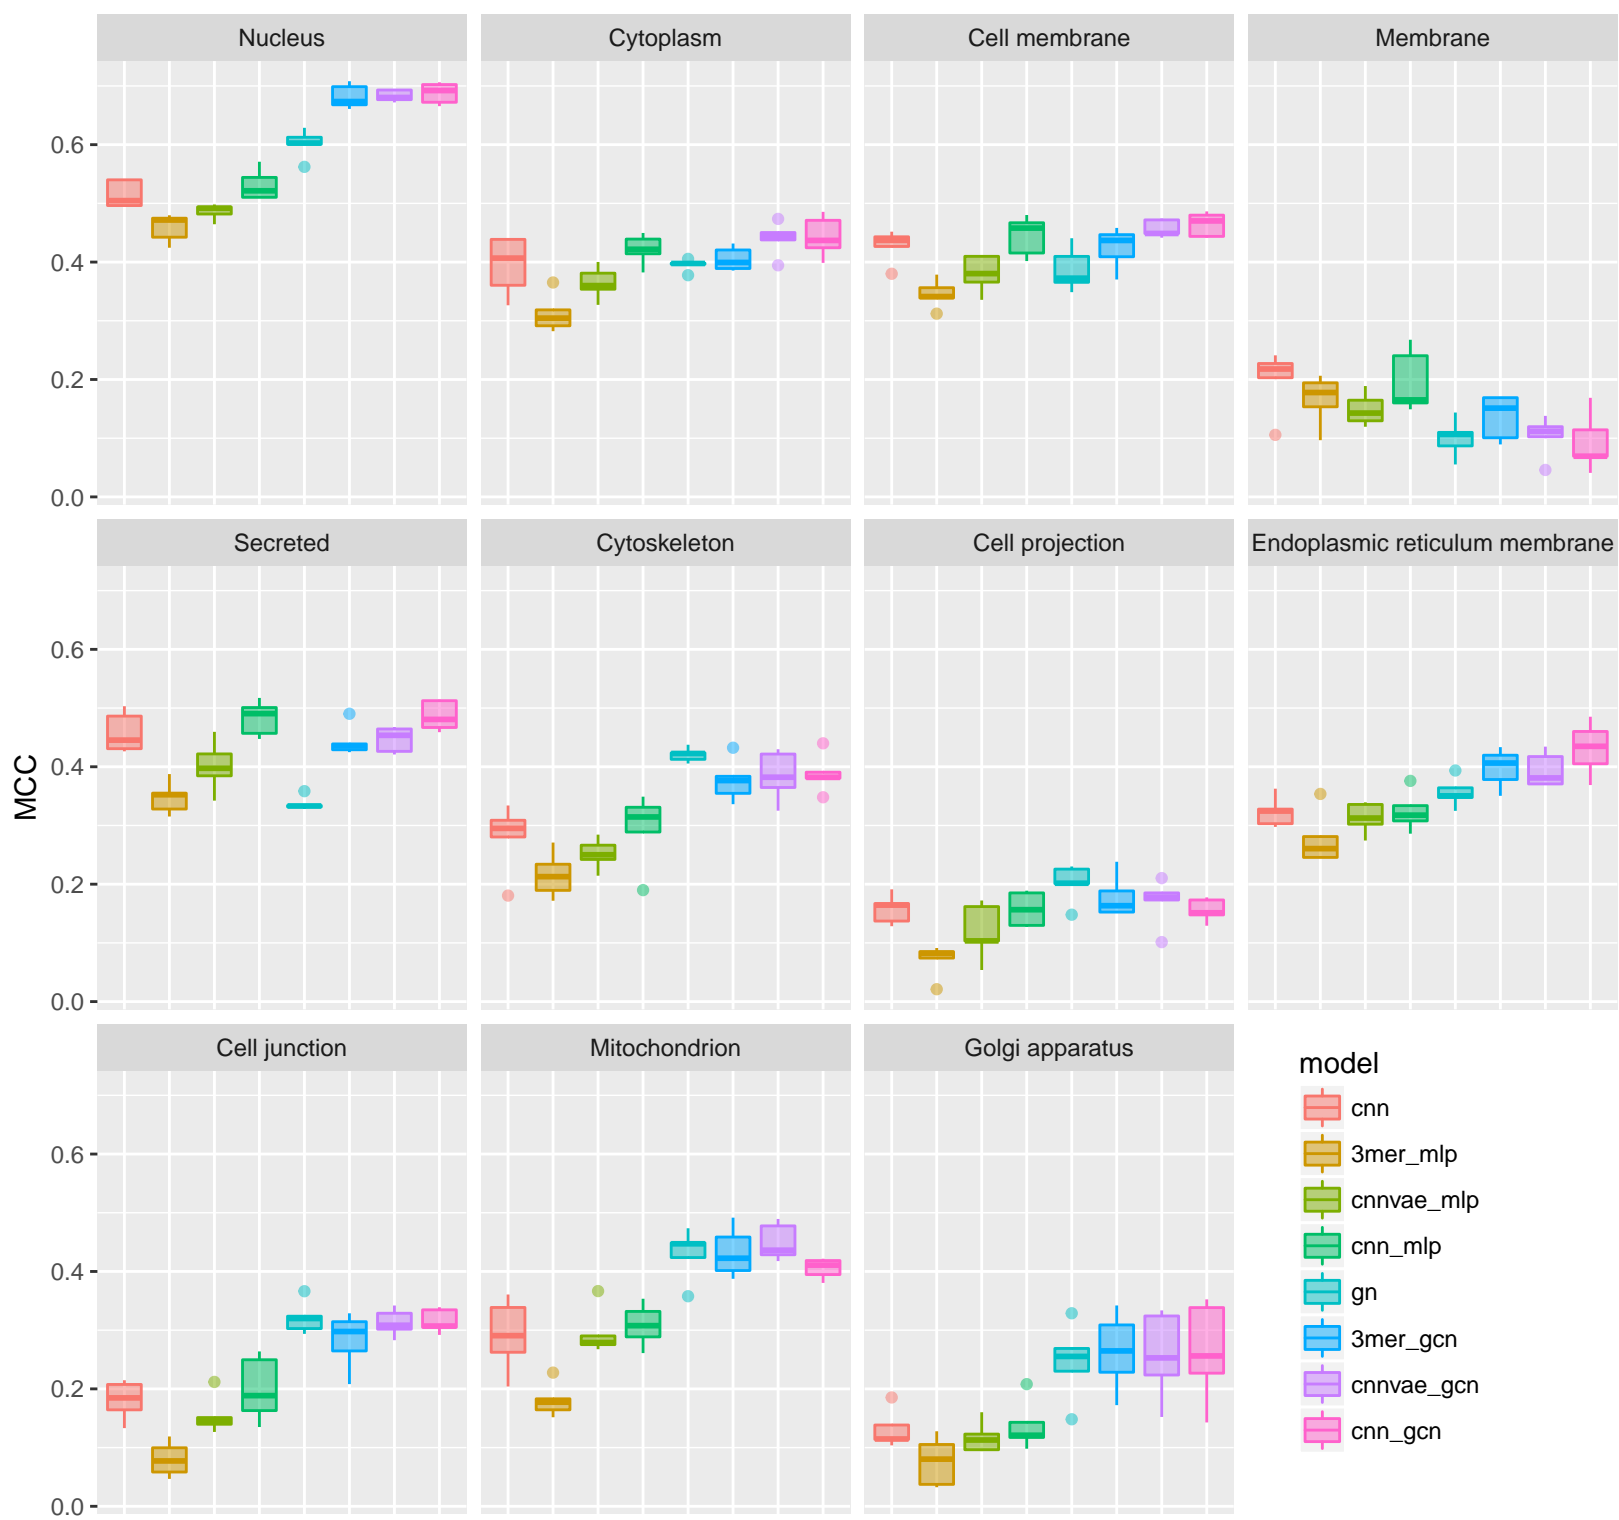 Nucleus Cytoplasm Cell membrane Membrane
0.6
0.4
0.2
0.0
Secreted Cytoskeleton Cell projection Endoplasmic reticulum membrane
0.6
0.4
0.2
0.0
MCC
Cell junction Mitochondrion Golgi apparatus
0.6
0.4
0.2
0.0
model
cnn
3mer_mlp
cnnvae_mlp
cnn_mlp
gn
3mer_gcn
cnnvae_gcn
cnn_gcn